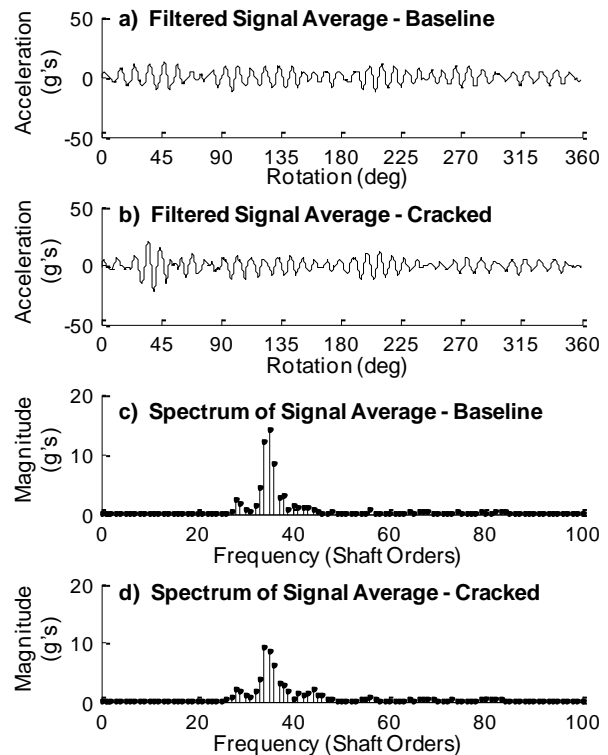 a) Filtered Signal Average - Baseline
Acceleration
(g's)
50
0
-50
0 45 90 135 180 225 270 315 360
Rotation (deg)
b) Filtered Signal Average - Cracked
Acceleration
(g's)
50
0
-50
0 45 90 135 180 225 270 315 360
Rotation (deg)
c) Spectrum of Signal Average - Baseline
Magnitude
(g's)
20
10
0
0 20 40 60 80 100
Frequency (Shaft Orders)
d) Spectrum of Signal Average - Cracked
Magnitude
(g's)
20
10
0
0 20 40 60 80 100
Frequency (Shaft Orders)